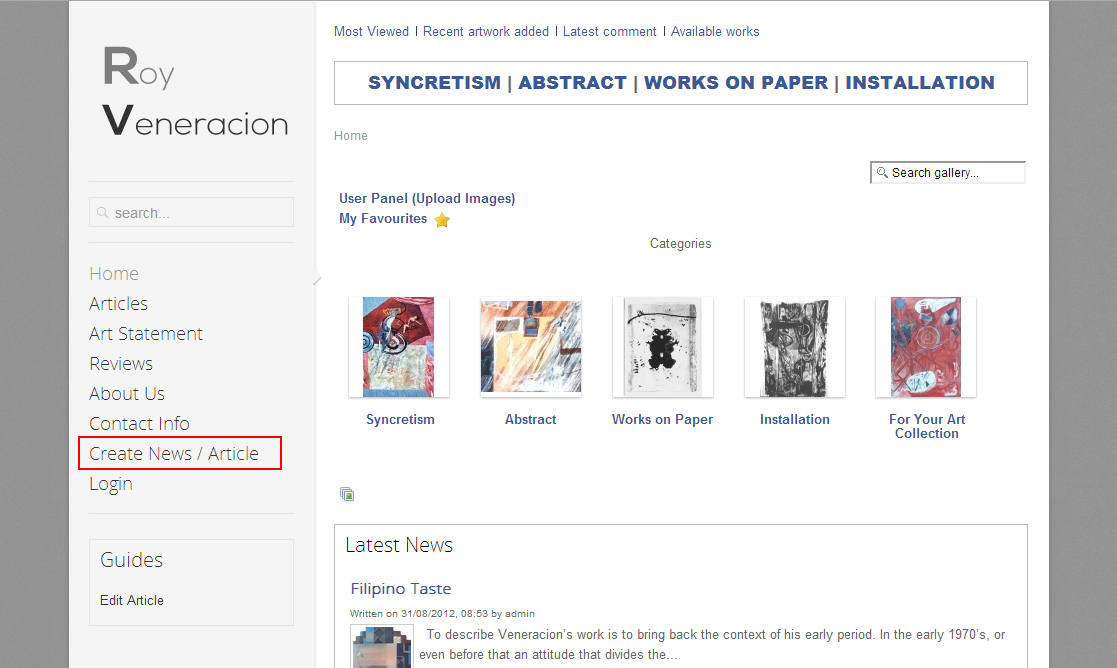 Roy
Veneracion
search...
Home
Articles
Art Statement
Reviews
About Us
Contact Info
Create News / Article
Login
Guides
Edit Article
Most Viewed | Recent artwork added | Latest comment | Available works
SYNCRETISM | ABSTRACT | WORKS ON PAPER | INSTALLATION
Home
Search gallery...
User Panel (Upload Images)
My Favourites
Categories
Syncretism
Abstract
Works on Paper
Installation
For Your Art
Collection
Latest News
Filipino Taste
Written on 31/08/2012, 08:53 by admin
To describe Veneracion's work is to bring back the context of his early period. In the early 1970's, or
even before that an attitude that divides the...